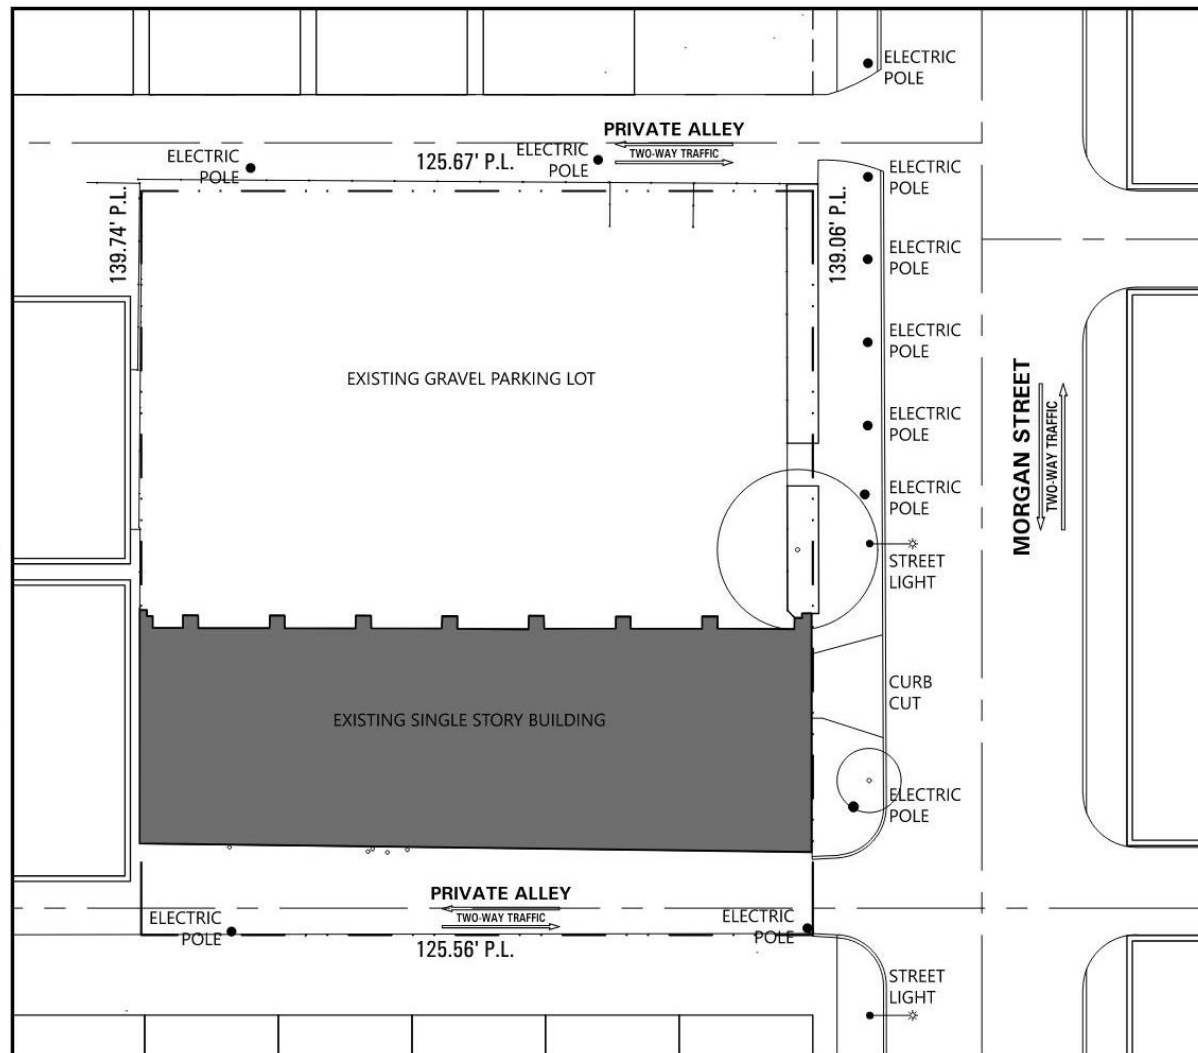 ELECTRIC
POLE
PRIVATE ALLEY
TWO-WAY TRAFFIC
ELECTRIC
POLE
125.67' P.L.
ELECTRIC
POLE
139.74' P.L.
139.06' P.L.
ELECTRIC
POLE
ELECTRIC
POLE
ELECTRIC
POLE
EXISTING GRAVEL PARKING LOT
ELECTRIC
POLE
ELECTRIC
POLE
MORGAN STREET
TWO-WAY TRAFFIC
STREET
LIGHT
CURB
CUT
EXISTING SINGLE STORY BUILDING
ELECTRIC
POLE
PRIVATE ALLEY
TWO-WAY TRAFFIC
ELECTRIC
POLE
125.56' P.L.
ELECTRIC
POLE
STREET
LIGHT